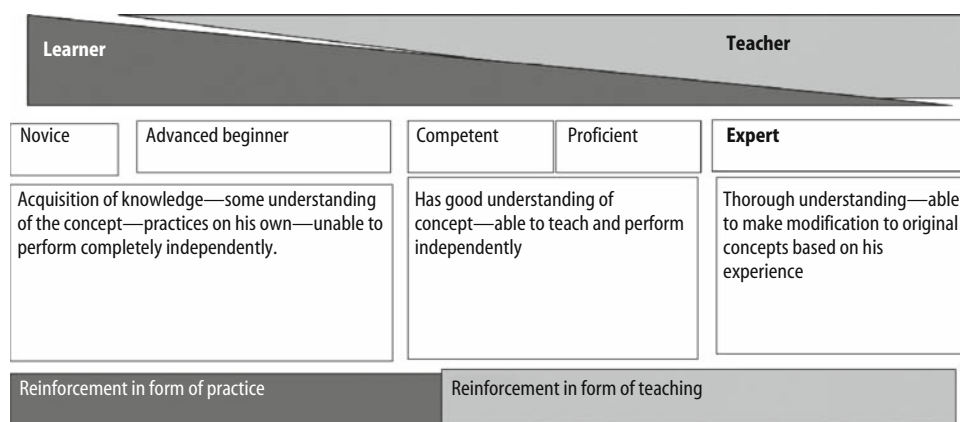 Learner
Teacher
Novice
Advanced beginner
Competent
Proficient
Expert
Acquisition of knowledge—some understanding
of the concept—practices on his own—unable to
perform completely independently.
Has good understanding of
concept—able to teach and perform
independently
Thorough understanding—able
to make modification to original
concepts based on his
experience
Reinforcement in form of practice
Reinforcement in form of teaching